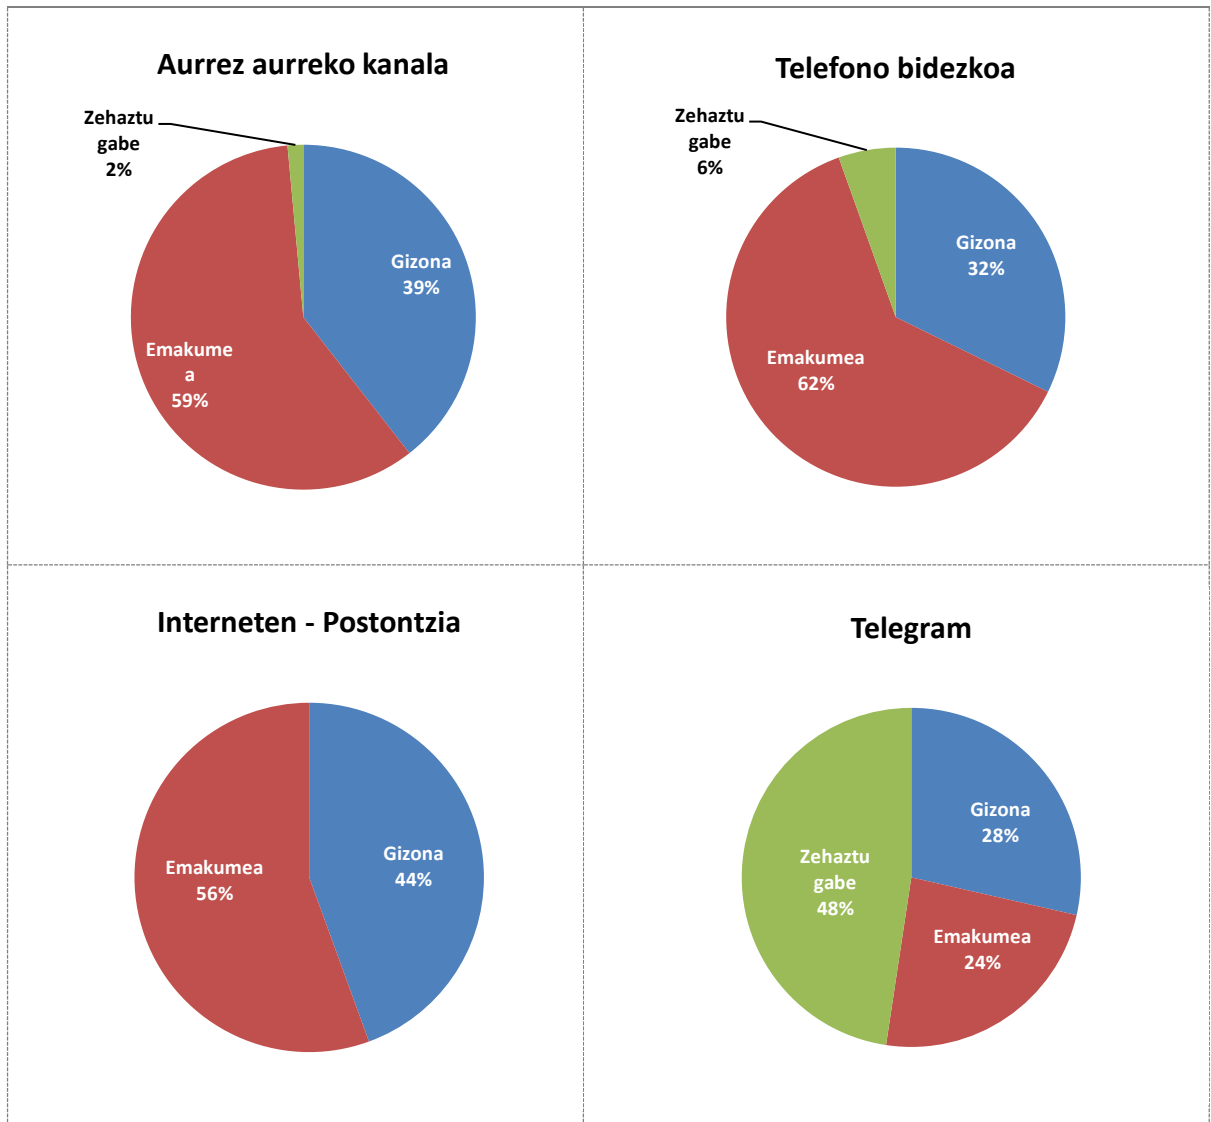 Aurrez aurreko kanala
Zehaztu
gabe
2%
Gizona
39%
Emakume
a
59%
Telefono bidezkoa
Zehaztu
gabe
6%
Gizona
32%
Emakumea
62%
Interneten - Postontzia
Emakumea
56%
Gizona
44%
Telegram
Gizona
28%
Zehaztu
gabe
48%
Emakumea
24%